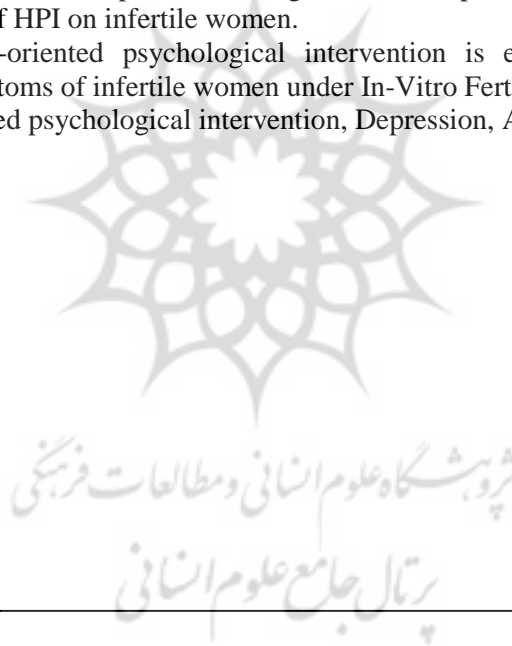 f HPI on infertile women.
-oriented psychological intervention is e
toms of infertile women under In-Vitro Fert
ed psychological intervention, Depression, A
پژوهشگاه علوم انسانی و مطالعات فرهنگی
پرتال جامع علوم انسانی